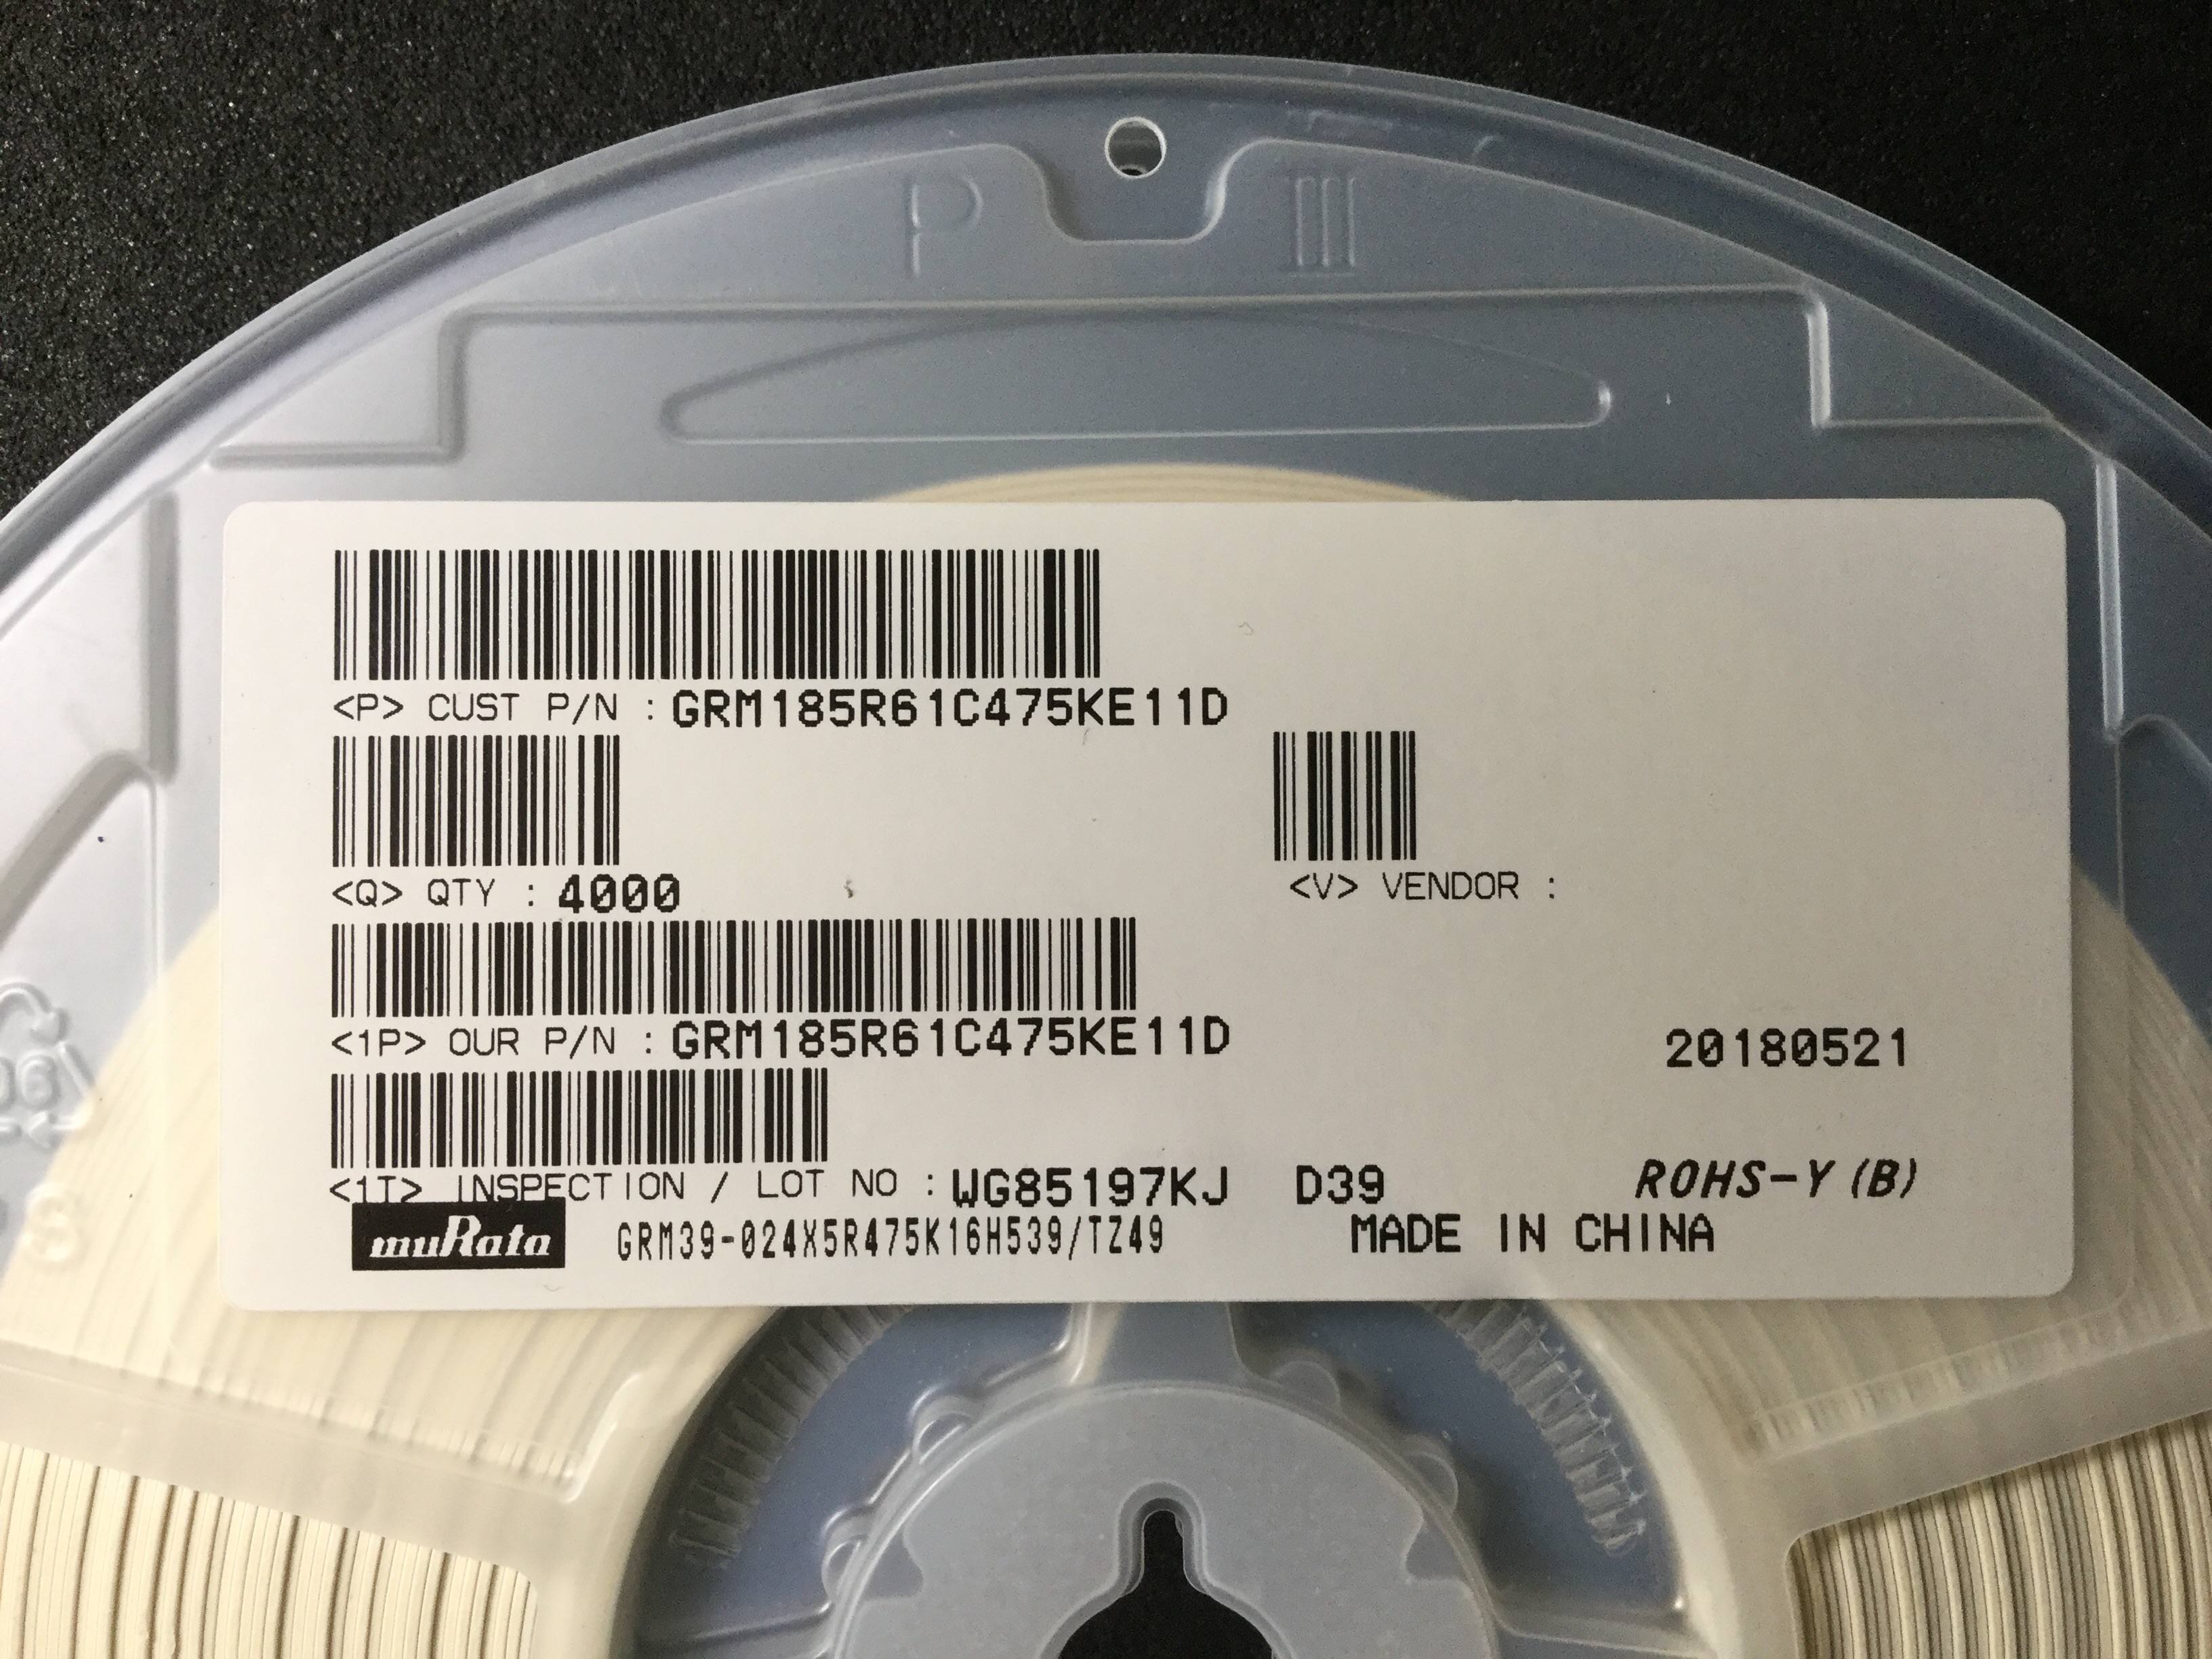 P III
<P> CUST P/N : GRM185R61C475KE11D
<Q> QTY : 4000
<V> VENDOR :
<1P> OUR P/N : GRM185R61C475KE11D
20180521
<1T> INSPECTION / LOT NO : WG85197KJ D39
ROHS-Y(B)
muRata
GRM39-024X5R475K16H539/TZ49
MADE IN CHINA